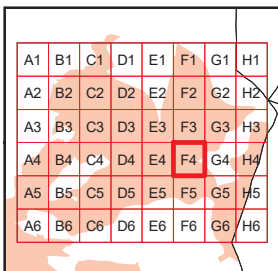 A1 B1 C1 D1 E1 F1 G1 H1
A2 B2 C2 D2 E2 F2 G2 H2
A3 B3 C3 D3 E3 F3 G3 H3
A4 B4 C4 D4 E4 F4 G4 H4
A5 B5 C5 D5 E5 F5 G5 H5
A6 B6 C6 D6 E6 F6 G6 H6